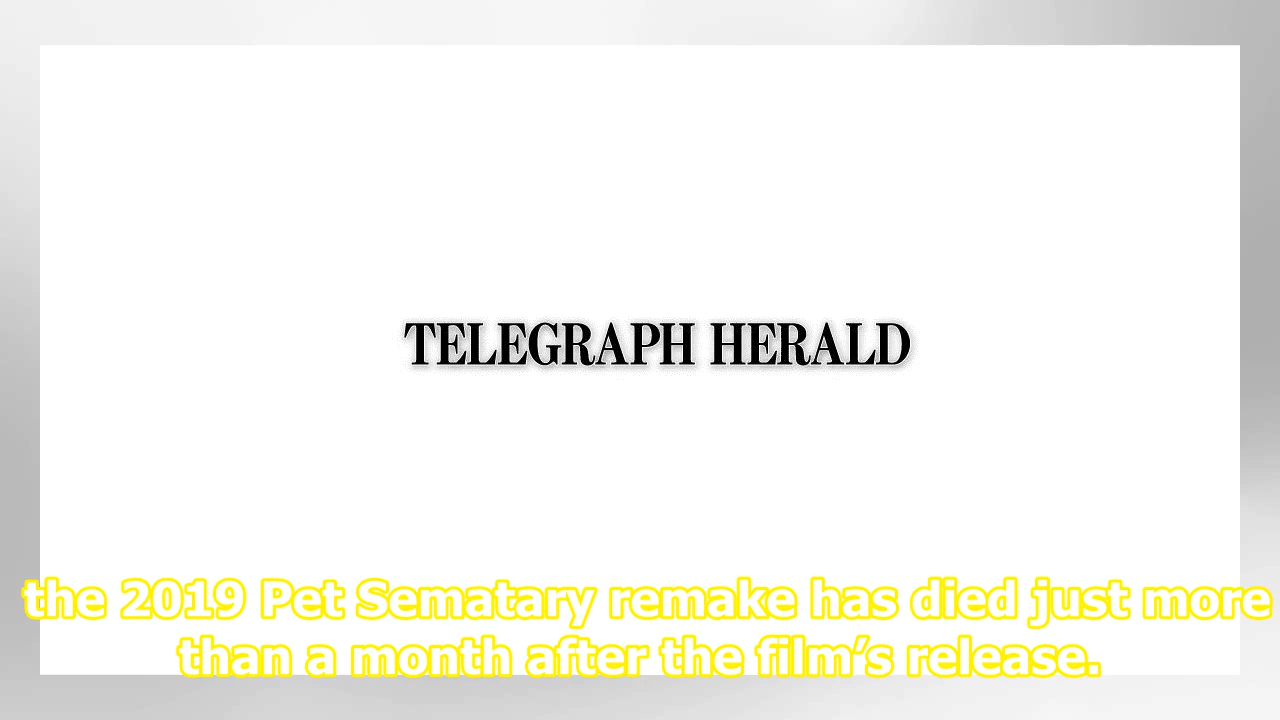 TELEGRAPH HERALD
the 2019 Pet Sematary remake has died just more
than a month after the film’s release.